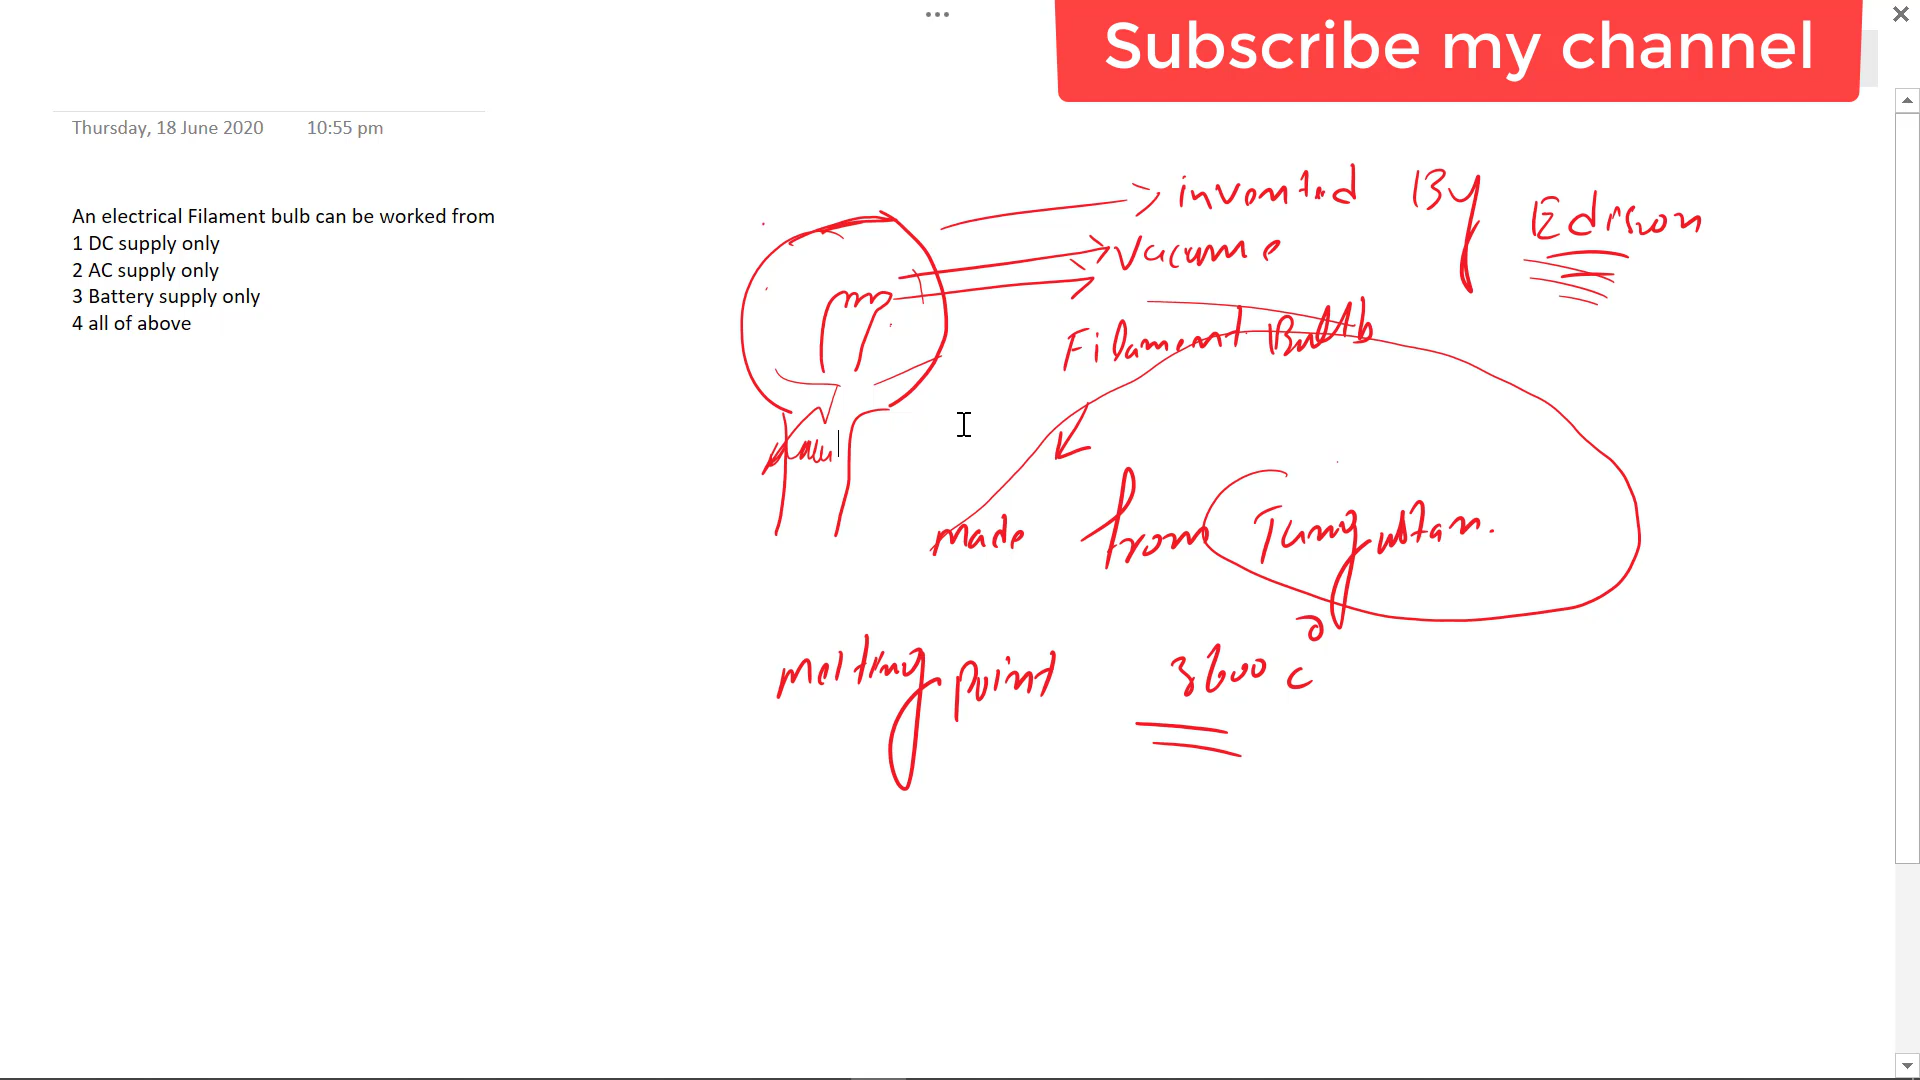 Subscribe my channel
Thursday, 18 June 2020 10:55 pm
An electrical Filament bulb can be worked from
1 DC supply only
2 AC supply only
3 Battery supply only
4 all of above
invented By Edison
Vacume
Filament Bulb
made from Tungustan.
melting point 3600°c